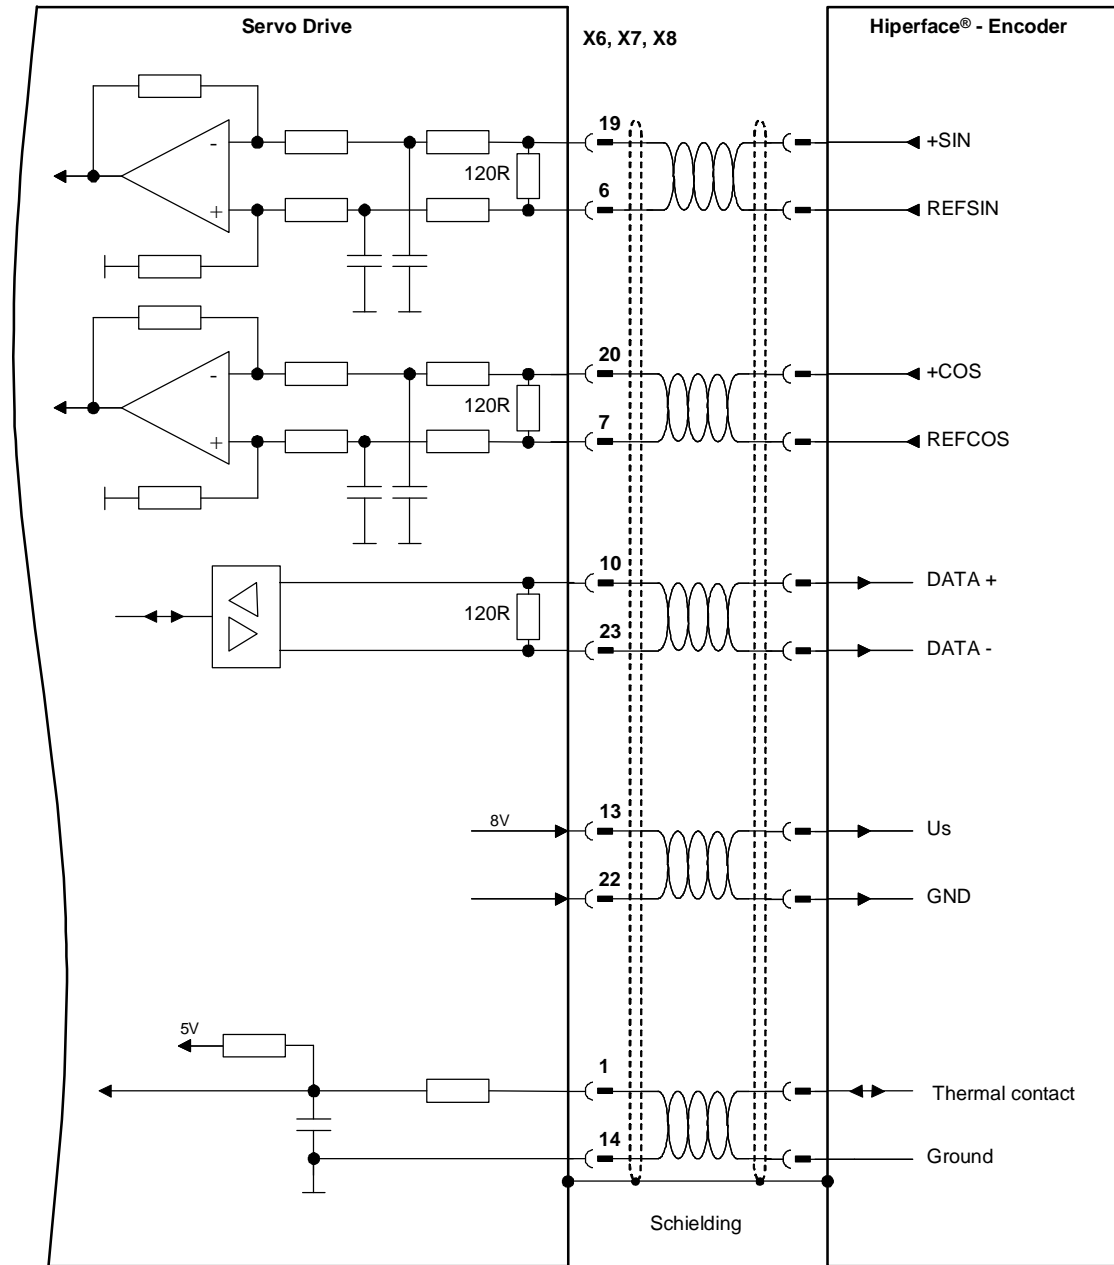 Servo Drive
X6, X7, X8
Hiperface® - Encoder
19
+SIN
-
120R
6
+
REFSIN
20
+COS
-
120R
7
+
REFCOS
10
DATA +
120R
23
DATA -
8V
13
Us
22
GND
5V
1
Thermal contact
14
Ground
Schielding